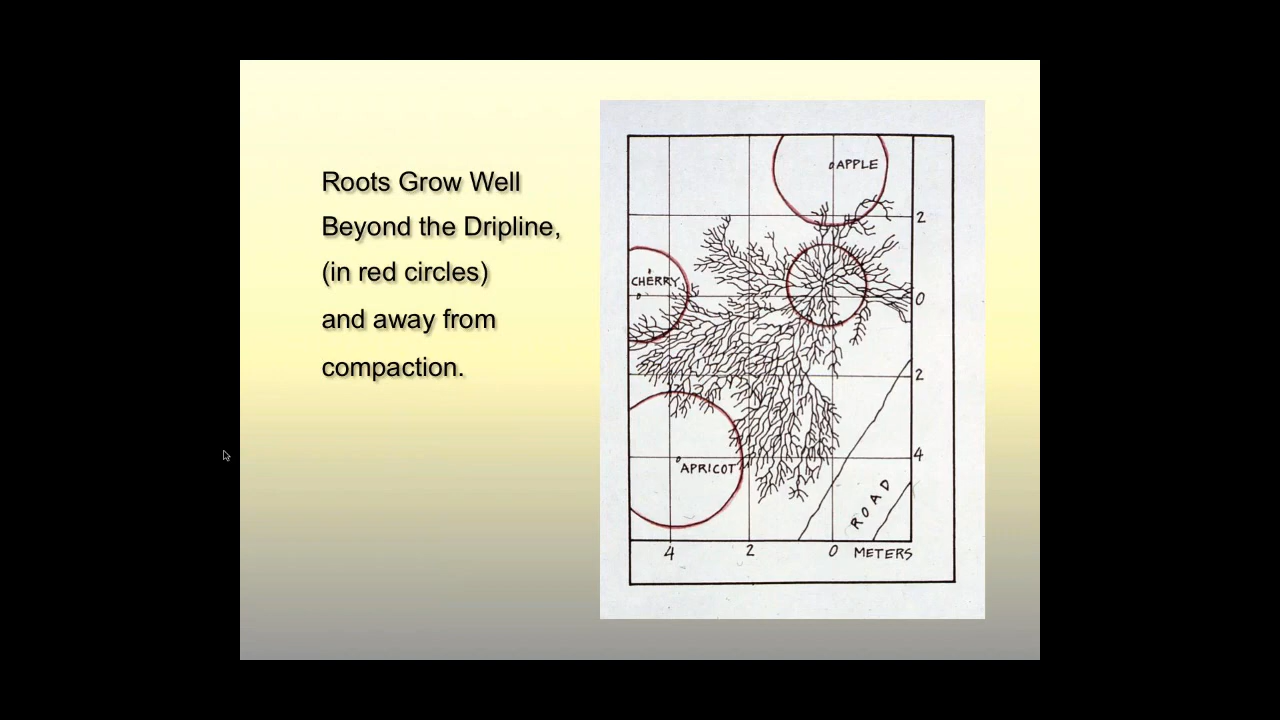 Roots Grow Well
Beyond the Dripline,
(in red circles)
and away from
compaction.
APPLE
2
CHERRY
0
2
4
APRICOT
ROAD
4 2 0 METERS